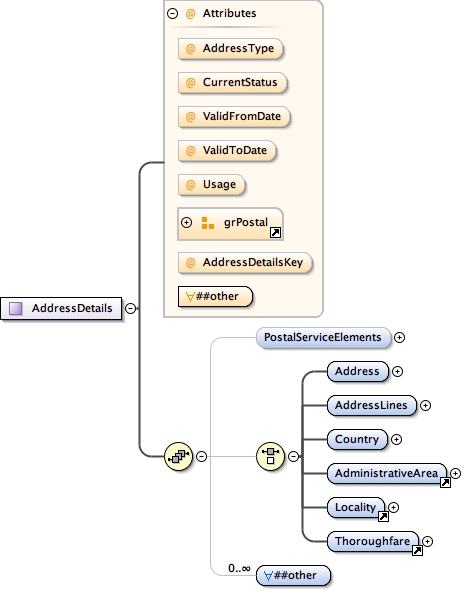 Attributes
@ AddressType
@ CurrentStatus
@ ValidFromDate
@ ValidToDate
@ Usage
grPostal
@ AddressDetailsKey
∀##other
AddressDetails
PostalServiceElements
Address
AddressLines
Country
AdministrativeArea
Locality
Thoroughfare
0..∞
∀##other